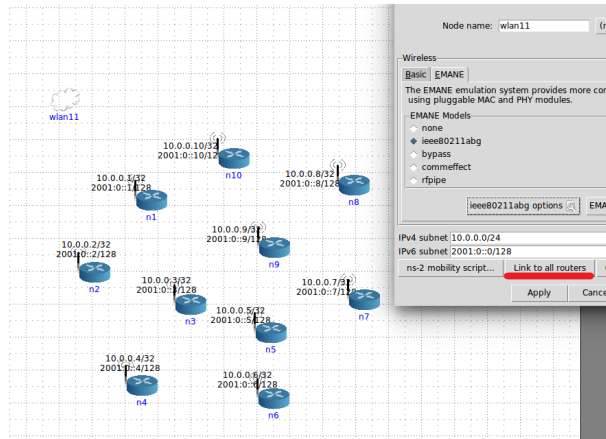 wlan11
10.0.0.10/32
2001:0::10/128
n10
10.0.0.1/32
2001:0::1/128
n1
10.0.0.8/32
2001:0::8/128
n8
10.0.0.9/32
2001:0::9/128
n9
10.0.0.2/32
2001:0::2/128
n2
10.0.0.3/32
2001:0::3/128
n3
10.0.0.7/32
2001:0::7/128
n7
10.0.0.5/32
2001:0::5/128
n5
10.0.0.4/32
2001:0::4/128
n4
10.0.0.6/32
2001:0::6/128
n6
Node name: wlan11
Wireless
Basic EMANE
The EMANE emulation system provides more cor
using pluggable MAC and PHY modules.
EMANE Models
none
ieee80211abg
bypass
commeffect
rfpipe
ieee80211abg options EMA
IPv4 subnet 10.0.0.0/24
IPv6 subnet 2001:0::0/128
ns-2 mobility script... Link to all routers
Apply Cance